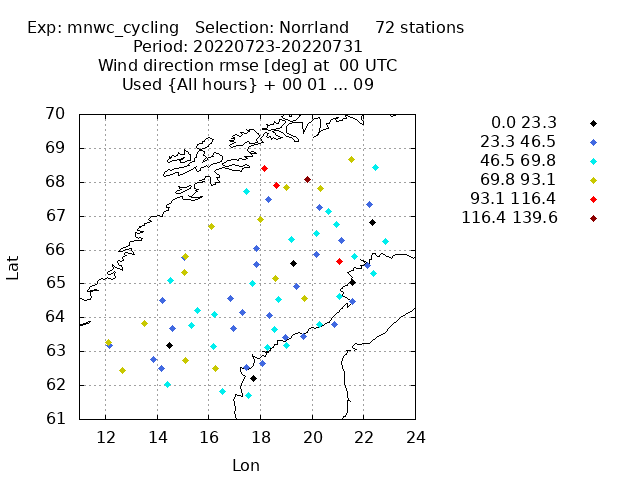 Exp: mnwc_cycling   Selection: Norrland     72 stations
Period: 20220723-20220731
Wind direction rmse [deg] at  00 UTC
Used {All hours} + 00 01 ... 09
0.0 23.3
23.3 46.5
46.5 69.8
69.8 93.1
93.1 116.4
116.4 139.6
70
69
68
67
66
65
64
63
62
61
Lat
12 14 16 18 20 22 24
Lon